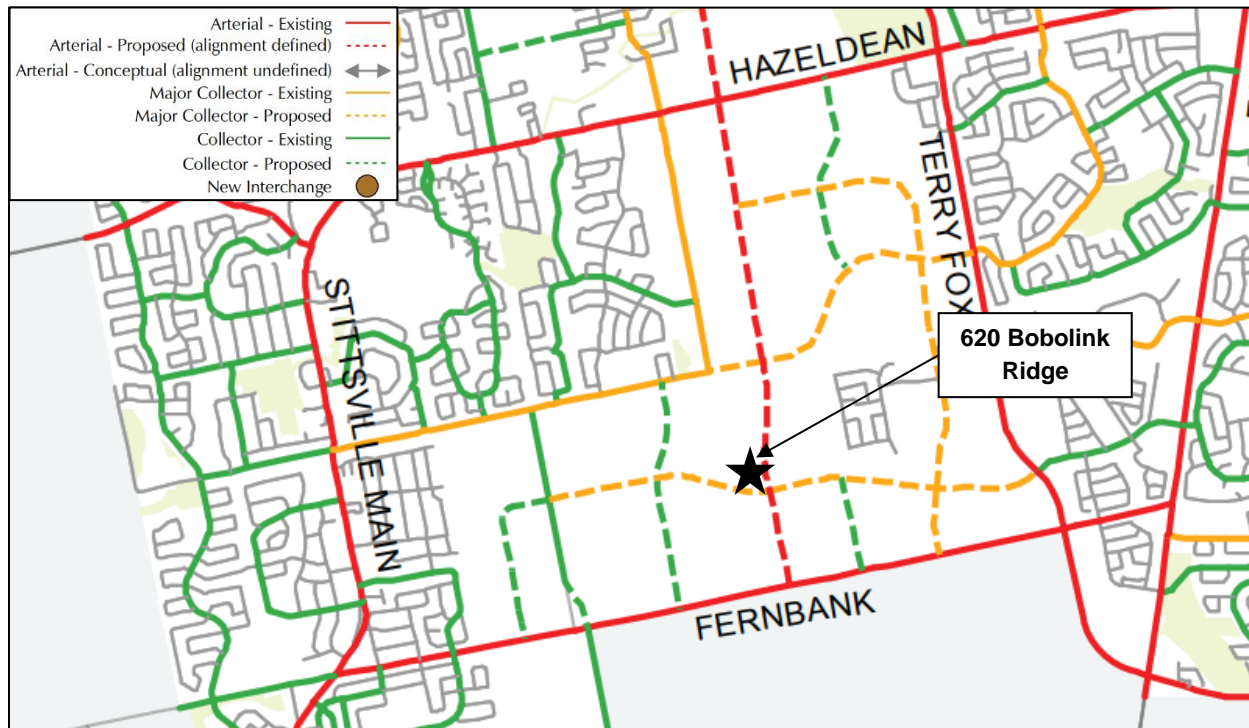 Arterial - Existing
Arterial - Proposed (alignment defined)
Arterial - Conceptual (alignment undefined)
Major Collector - Existing
Major Collector - Proposed
Collector - Existing
Collector - Proposed
New Interchange
HAZELDEAN
TERRY FOX
STITTSVILLE MAIN
620 Bobolink
Ridge
FERNBANK